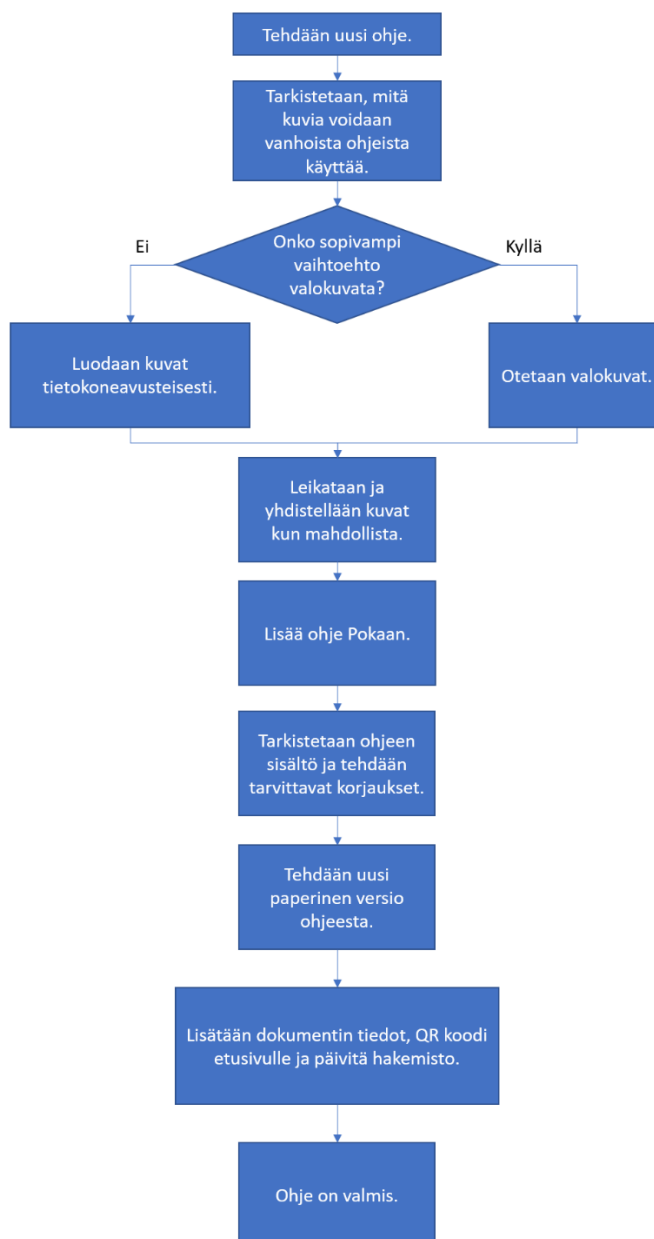 Tehdään uusi ohje.
Tarkistetaan, mitä
kuvia voidaan
vanhoista ohjeista
käyttää.
Ei
Onko sopivampi
vaihtoehto
valokuvata?
Kyllä
Luodaan kuvat
tietokoneavusteisesti.
Otetaan valokuvat.
Leikataan ja
yhdistellään kuvat
kun mahdollista.
Lisää ohje Pokaan.
Tarkistetaan ohjeen
sisältö ja tehdään
tarvittavat korjaukset.
Tehdään uusi
paperinen versio
ohjeesta.
Lisätään dokumentin tiedot, QR koodi
etusivulle ja päivitä hakemisto.
Ohje on valmis.